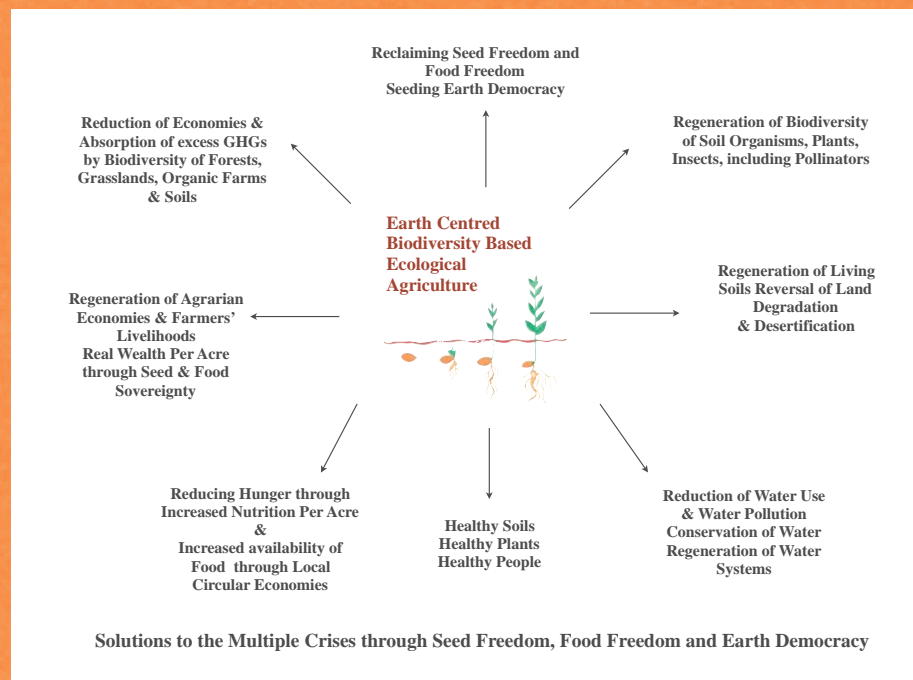 Reclaiming Seed Freedom and
Food Freedom
Seeding Earth Democracy
Reduction of Economies &
Absorption of excess GHGs
by Biodiversity of Forests,
Grasslands, Organic Farms
& Soils
Regeneration of Biodiversity
of Soil Organisms, Plants,
Insects, including Pollinators
Earth Centred
Biodiversity Based
Ecological
Agriculture
Regeneration of Agrarian
Economies & Farmers'
Livelihoods
Real Wealth Per Acre
through Seed & Food
Sovereignty
Regeneration of Living
Soils Reversal of Land
Degradation
& Desertification
Reducing Hunger through
Increased Nutrition Per Acre
&
Increased availability of
Food through Local
Circular Economies
Healthy Soils
Healthy Plants
Healthy People
Reduction of Water Use
& Water Pollution
Conservation of Water
Regeneration of Water
Systems
Solutions to the Multiple Crises through Seed Freedom, Food Freedom and Earth Democracy